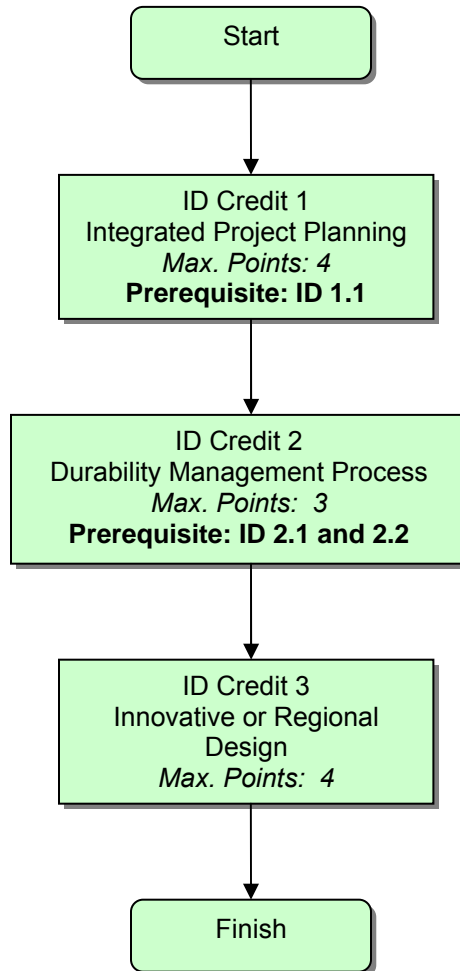 Start
ID Credit 1
Integrated Project Planning
Max. Points: 4
Prerequisite: ID 1.1
ID Credit 2
Durability Management Process
Max. Points:  3
Prerequisite: ID 2.1 and 2.2
ID Credit 3
Innovative or Regional
Design
Max. Points:  4
Finish